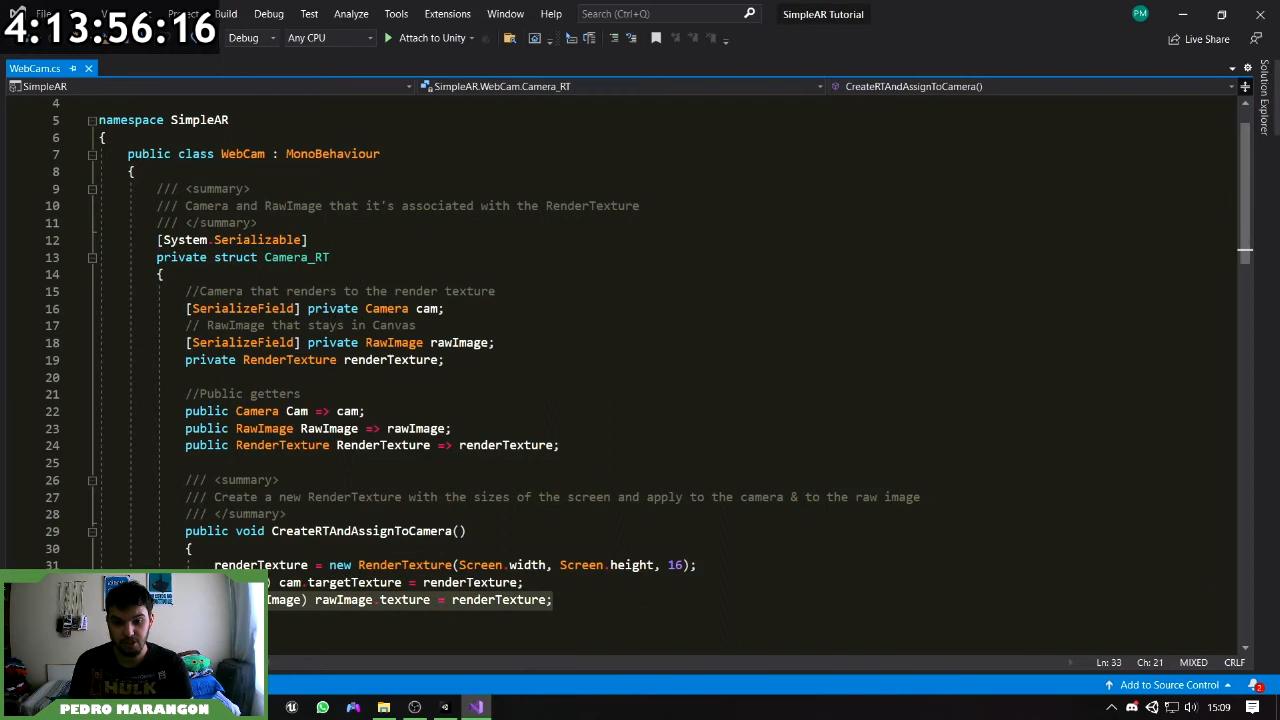 4:13:56:16
Build Debug Test Analyze Tools Extensions Window Help Search (Ctrl+Q) SimpleAR Tutorial PM
Debug Any CPU Attach to Unity Live Share
WebCam.cs
SimpleAR SimpleAR.WebCam.Camera_RT CreateRTAndAssignToCamera()
Solution Explorer
4
5 namespace SimpleAR
6 {
7 public class WebCam : MonoBehaviour
8 {
9 /// <summary>
10 /// Camera and RawImage that it's associated with the RenderTexture
11 /// </summary>
12 [System.Serializable]
13 private struct Camera_RT
14 {
15 //Camera that renders to the render texture
16 [SerializeField] private Camera cam;
17 // RawImage that stays in Canvas
18 [SerializeField] private RawImage rawImage;
19 private RenderTexture renderTexture;
20
21 //Public getters
22 public Camera Cam => cam;
23 public RawImage RawImage => rawImage;
24 public RenderTexture RenderTexture => renderTexture;
25
26 /// <summary>
27 /// Create a new RenderTexture with the sizes of the screen and apply to the camera & to the raw image
28 /// </summary>
29 public void CreateRTAndAssignToCamera()
30 {
31 renderTexture = new RenderTexture(Screen.width, Screen.height, 16);
) cam.targetTexture = renderTexture;
Image) rawImage.texture = renderTexture;
Ln: 33 Ch: 21 MIXED CRLF
Add to Source Control 2
HULK
PEDRO MARANGON
15:09